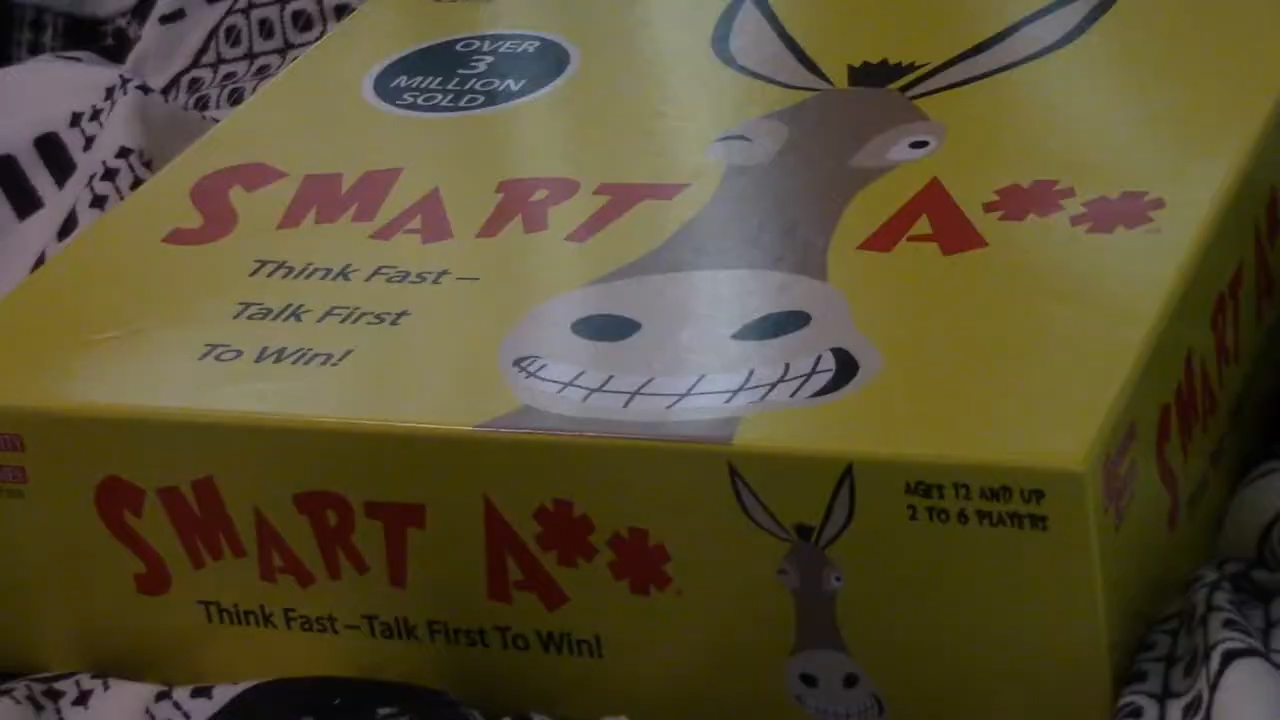 OVER
3
MILLION
SOLD
SMART A**
Think Fast –
Talk First
To Win!
SMART A**
Think Fast – Talk First To Win!
AGES 12 AND UP
2 TO 6 PLAYERS
SMART